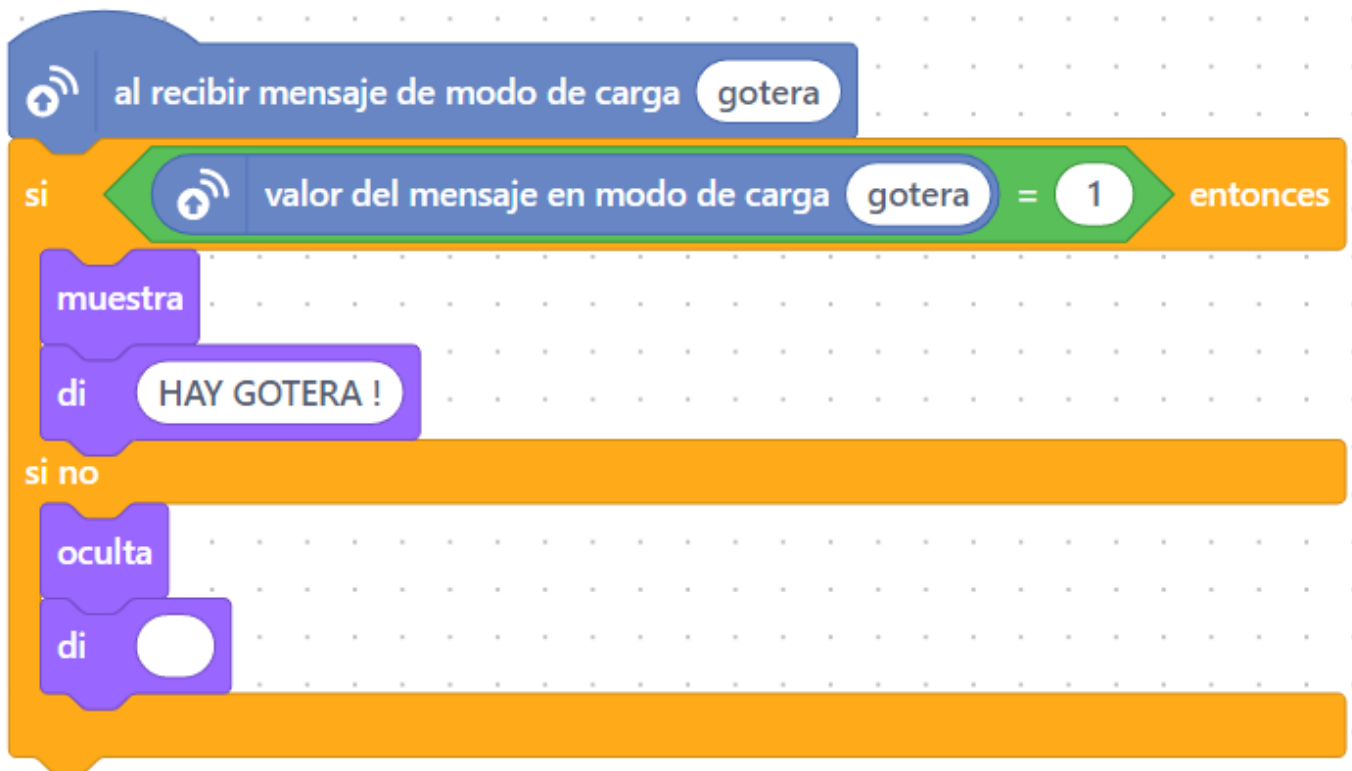 al recibir mensaje de modo de carga gotera
si valor del mensaje en modo de carga gotera = 1 entonces
muestra
di HAY GOTERA !
si no
oculta
di